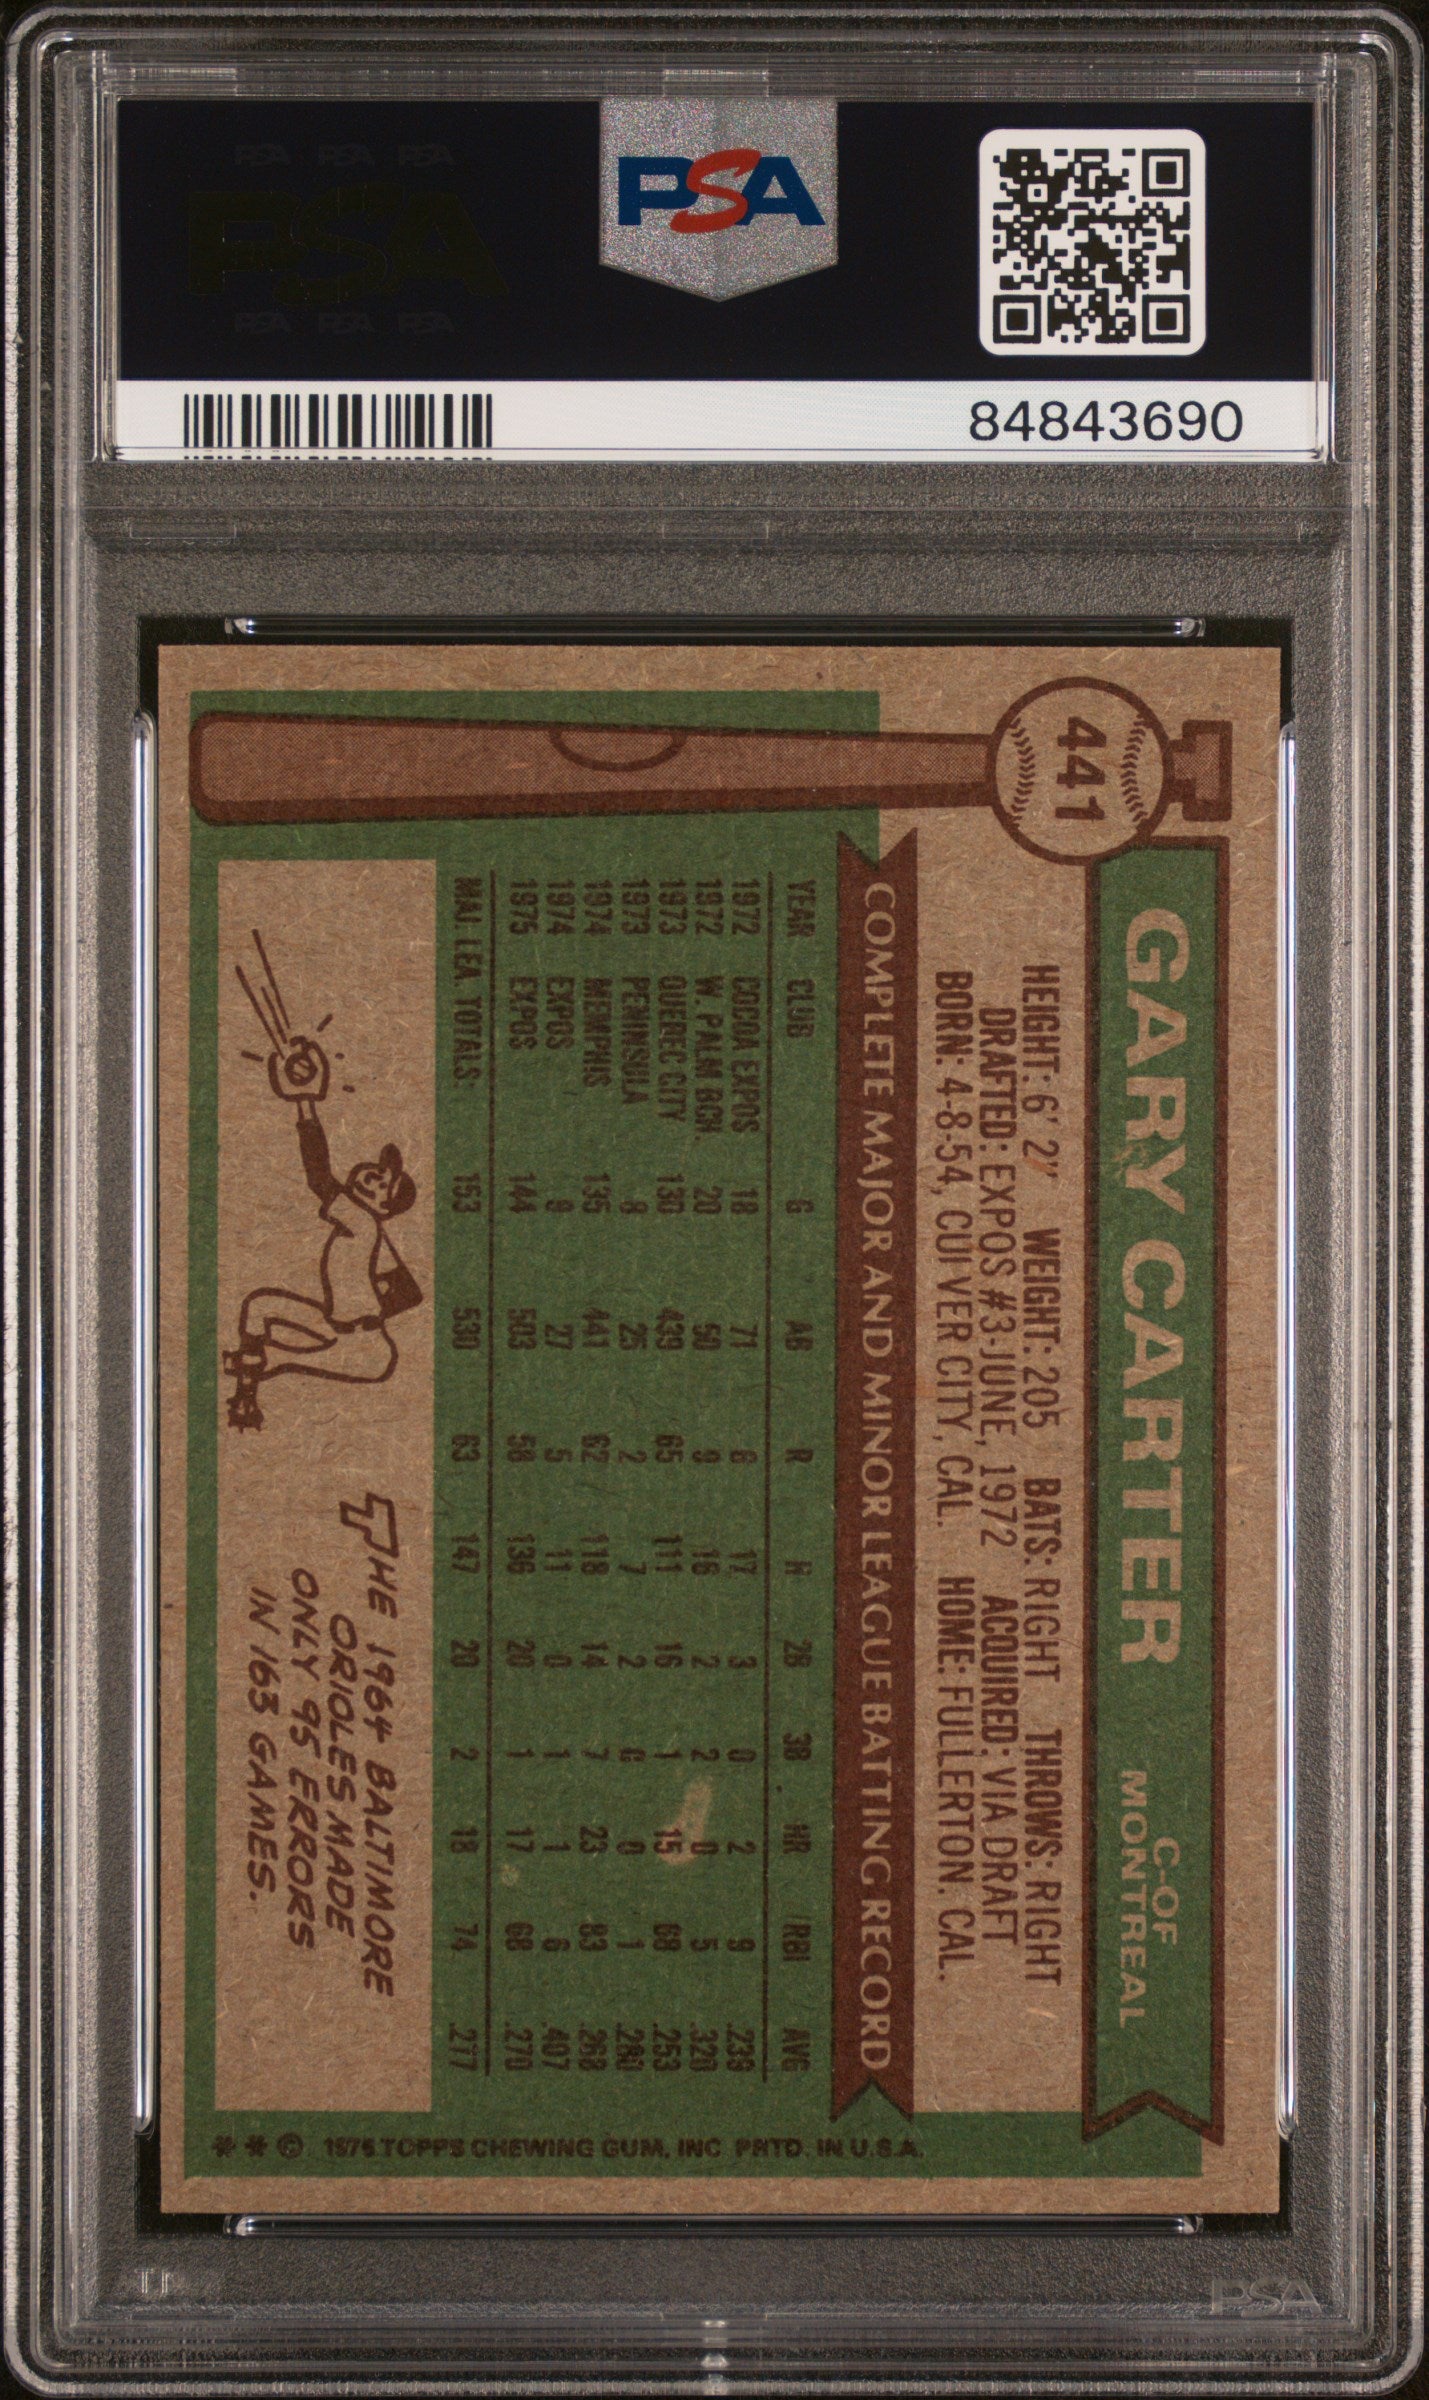 PSA
84843690
441
GARY CARTER
C-OF
MONTREAL
HEIGHT: 6' 2" WEIGHT: 205 BATS: RIGHT THROWS: RIGHT
DRAFTED: EXPOS #3-JUNE, 1972 ACQUIRED: VIA DRAFT
BORN: 4-8-54, CULVER CITY, CAL. HOME: FULLERTON. CAL.
COMPLETE MAJOR AND MINOR LEAGUE BATTING RECORD
YEAR CLUB G AB R H 2B 3B HR RBI AVG
1972 COCOA EXPOS 18 71 6 17 3 0 2 9 .239
1972 W. PALM BCH. 20 50 9 16 2 2 0 5 .320
1973 QUEBEC CITY 130 439 65 111 16 1 15 68 .253
1973 PENINSULA 8 25 2 7 2 0 0 1 .280
1974 MEMPHIS 135 441 62 118 14 7 23 83 .268
1974 EXPOS 9 27 5 11 0 1 1 6 .407
1975 EXPOS 144 503 58 136 20 1 17 68 .270
MAJ. LEA. TOTALS: 153 530 63 147 20 2 18 74 .277
THE 1964 BALTIMORE
ORIOLES MADE
ONLY 95 ERRORS
IN 163 GAMES.
* * © 1976 TOPPS CHEWING GUM, INC PRTD. IN U.S.A.
PSA